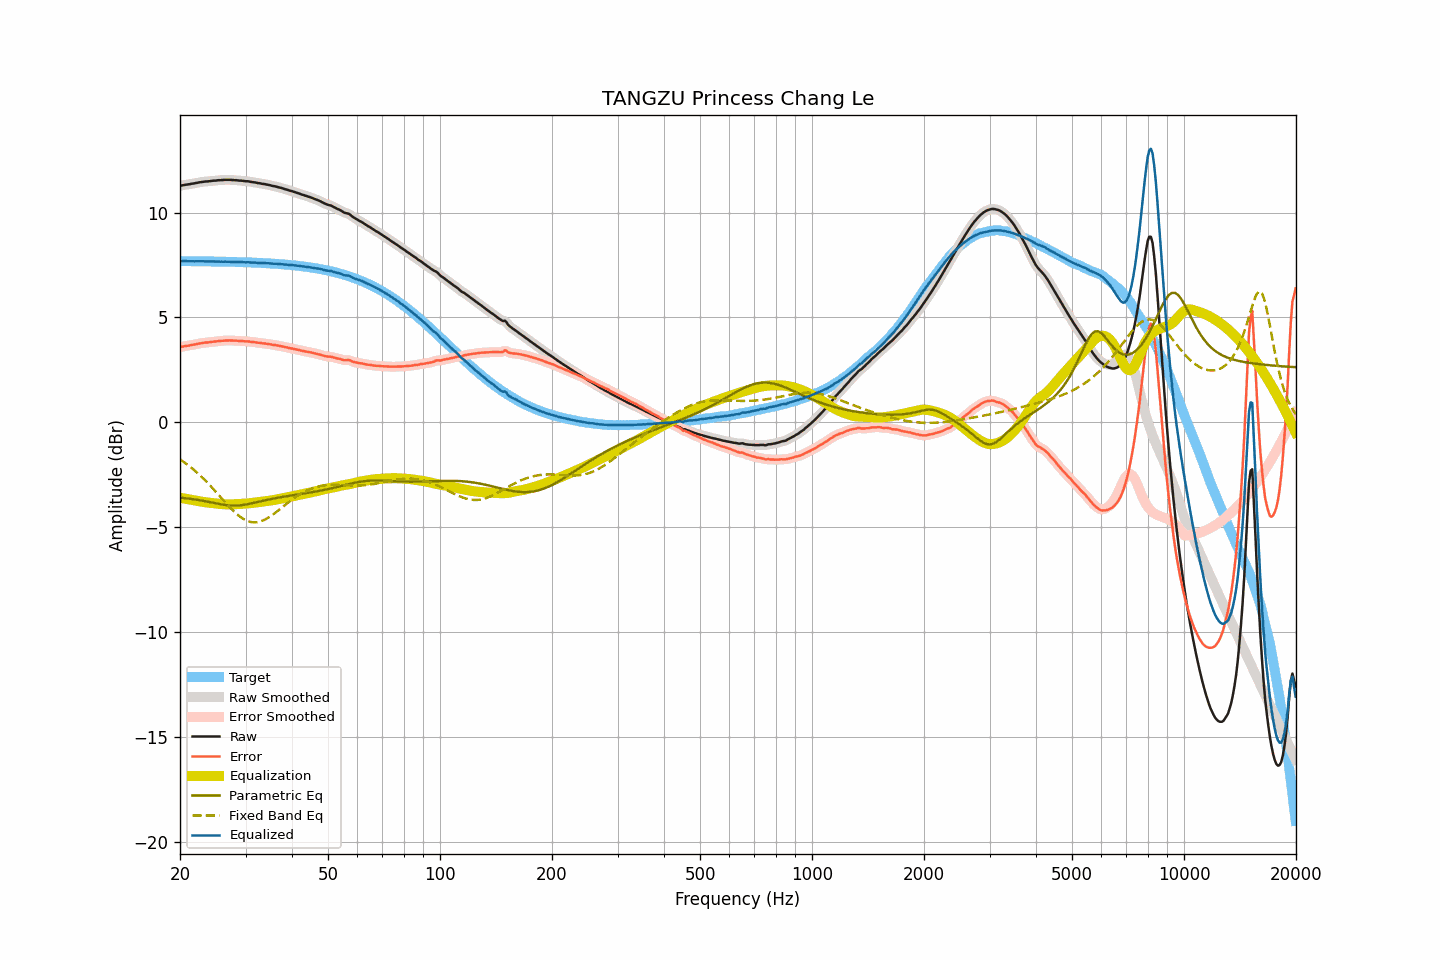 TANGZU Princess Chang Le
Amplitude (dBr)
10
5
0
−5
−10
−15
−20
Target
Raw Smoothed
Error Smoothed
Raw
Error
Equalization
Parametric Eq
Fixed Band Eq
Equalized
20 50 100 200 500 1000 2000 5000 10000 20000
Frequency (Hz)